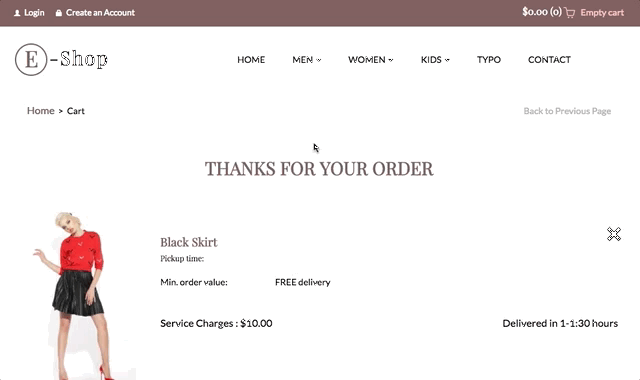 Login Create an Account $0.00 (0) Empty cart
E -Shop HOME MEN WOMEN KIDS TYPO CONTACT
Home > Cart Back to Previous Page
THANKS FOR YOUR ORDER
Black Skirt
Pickup time:
Min. order value: FREE delivery
Service Charges : $10.00 Delivered in 1-1:30 hours